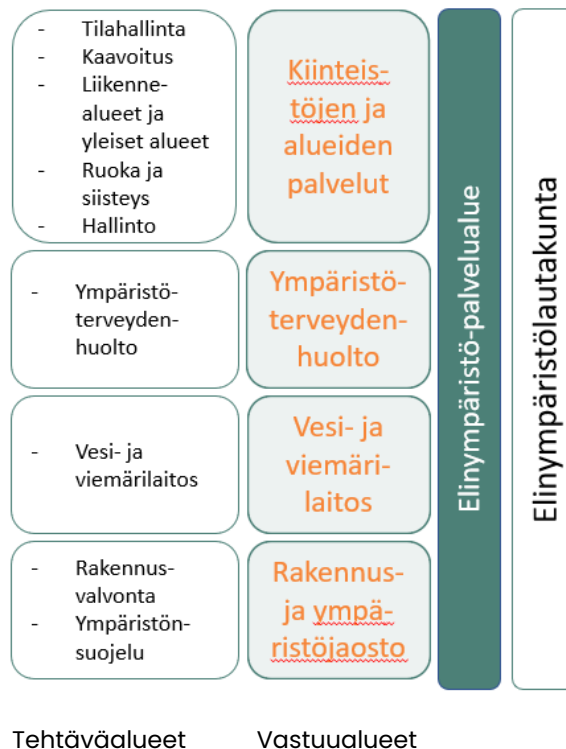 - Tilahallinta
- Kaavoitus
- Liikenne-
alueet ja
yleiset alueet
- Ruoka ja
siisteys
- Hallinto
Kiinteis-
töjen ja
alueiden
palvelut
- Ympäristö-
terveyden-
huolto
Ympäristö-
terveyden-
huolto
- Vesi- ja
viemärilaitos
Vesi- ja
viemäri-
laitos
- Rakennus-
valvonta
- Ympäristön-
suojelu
Rakennus-
ja ympä-
ristöjaosto
Elinympäristö-palvelualue
Elinympäristölautakunta
Tehtäväalueet
Vastuualueet